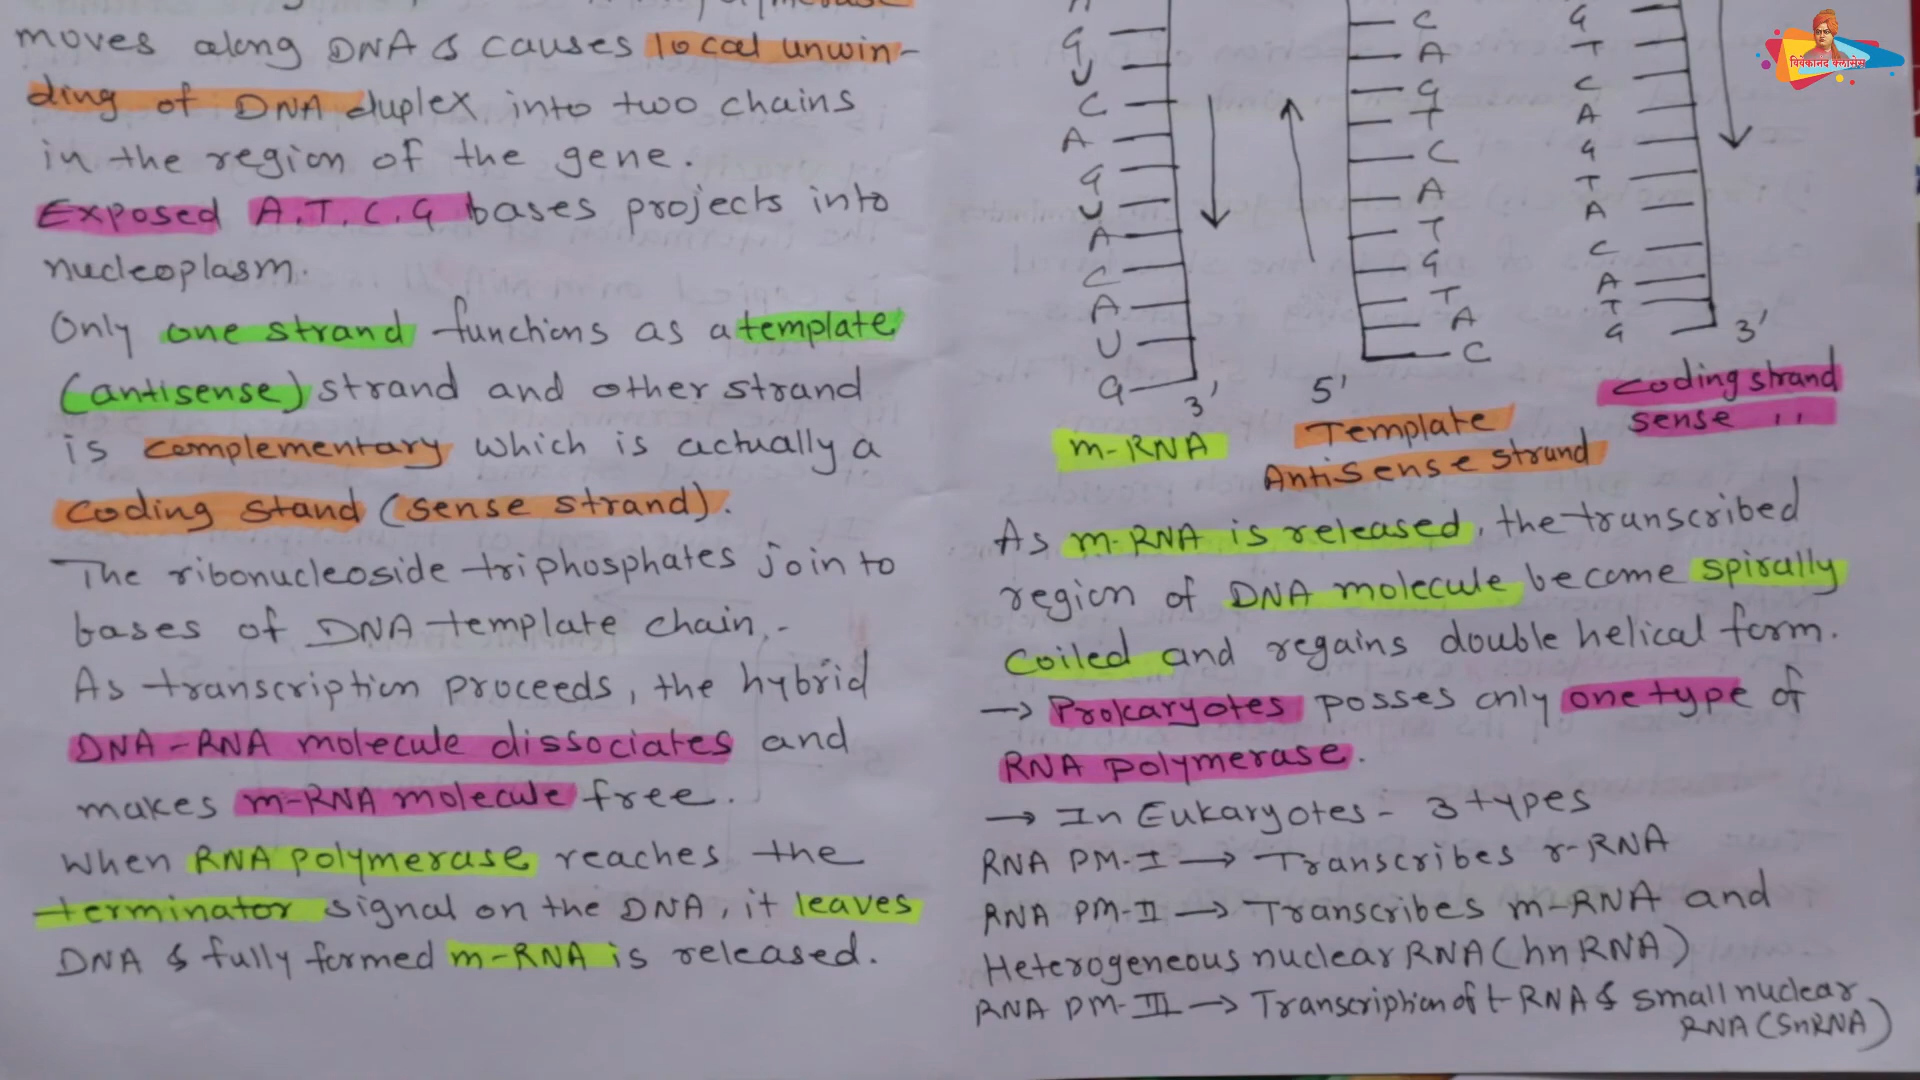 moves along DNA & causes local unwin-
ding of DNA duplex into two chains
in the region of the gene.
Exposed A.T.C.G bases projects into
nucleoplasm.
Only one strand functions as a template
(antisense) strand and other strand
is complementary which is actually a
coding stand (sense strand).
The ribonucleoside triphosphates join to
bases of DNA template chain.-
As transcription proceeds, the hybrid
DNA-RNA molecule dissociates and
makes m-RNA molecule free.
When RNA polymerase reaches the
terminator signal on the DNA, it leaves
DNA & fully formed m-RNA is released.
G
U
C
A
G
U
A
C
A
U
G
3'
m-RNA
C
A
G
T
C
A
T
G
T
A
C
5'
Template
Antisense strand
G
T
C
A
G
T
A
C
A
T
G
3'
coding strand
sense ,,
As m-RNA is released, the transcribed
region of DNA molecule become spirally
coiled and regains double helical form.
→ Prokaryotes posses only one type of
RNA polymerase.
→ In Eukaryotes - 3 types
RNA PM-I → Transcribes r-RNA
RNA PM-II → Transcribes m-RNA and
Heterogeneous nuclear RNA (hnRNA)
RNA PM-III → Transcription of t-RNA & small nuclear
RNA (SnRNA)
विवेकानंद क्लासेस